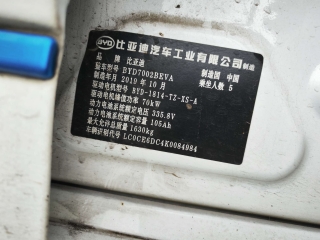 BYD 比亚迪汽车工业有限公司制造
品牌 比亚迪 制造国 中国
整车型号 BYD7002BEVA 乘坐人数 5
制造年月 2019年10月
驱动电机型号 BYD-1814-TZ-XS-A
驱动电机峰值功率 70kW
动力电池系统额定电压 335.8V
动力电池系统额定容量 105Ah
最大允许总质量 1630kg
车辆识别代号 LC0CE6DC4K0084984